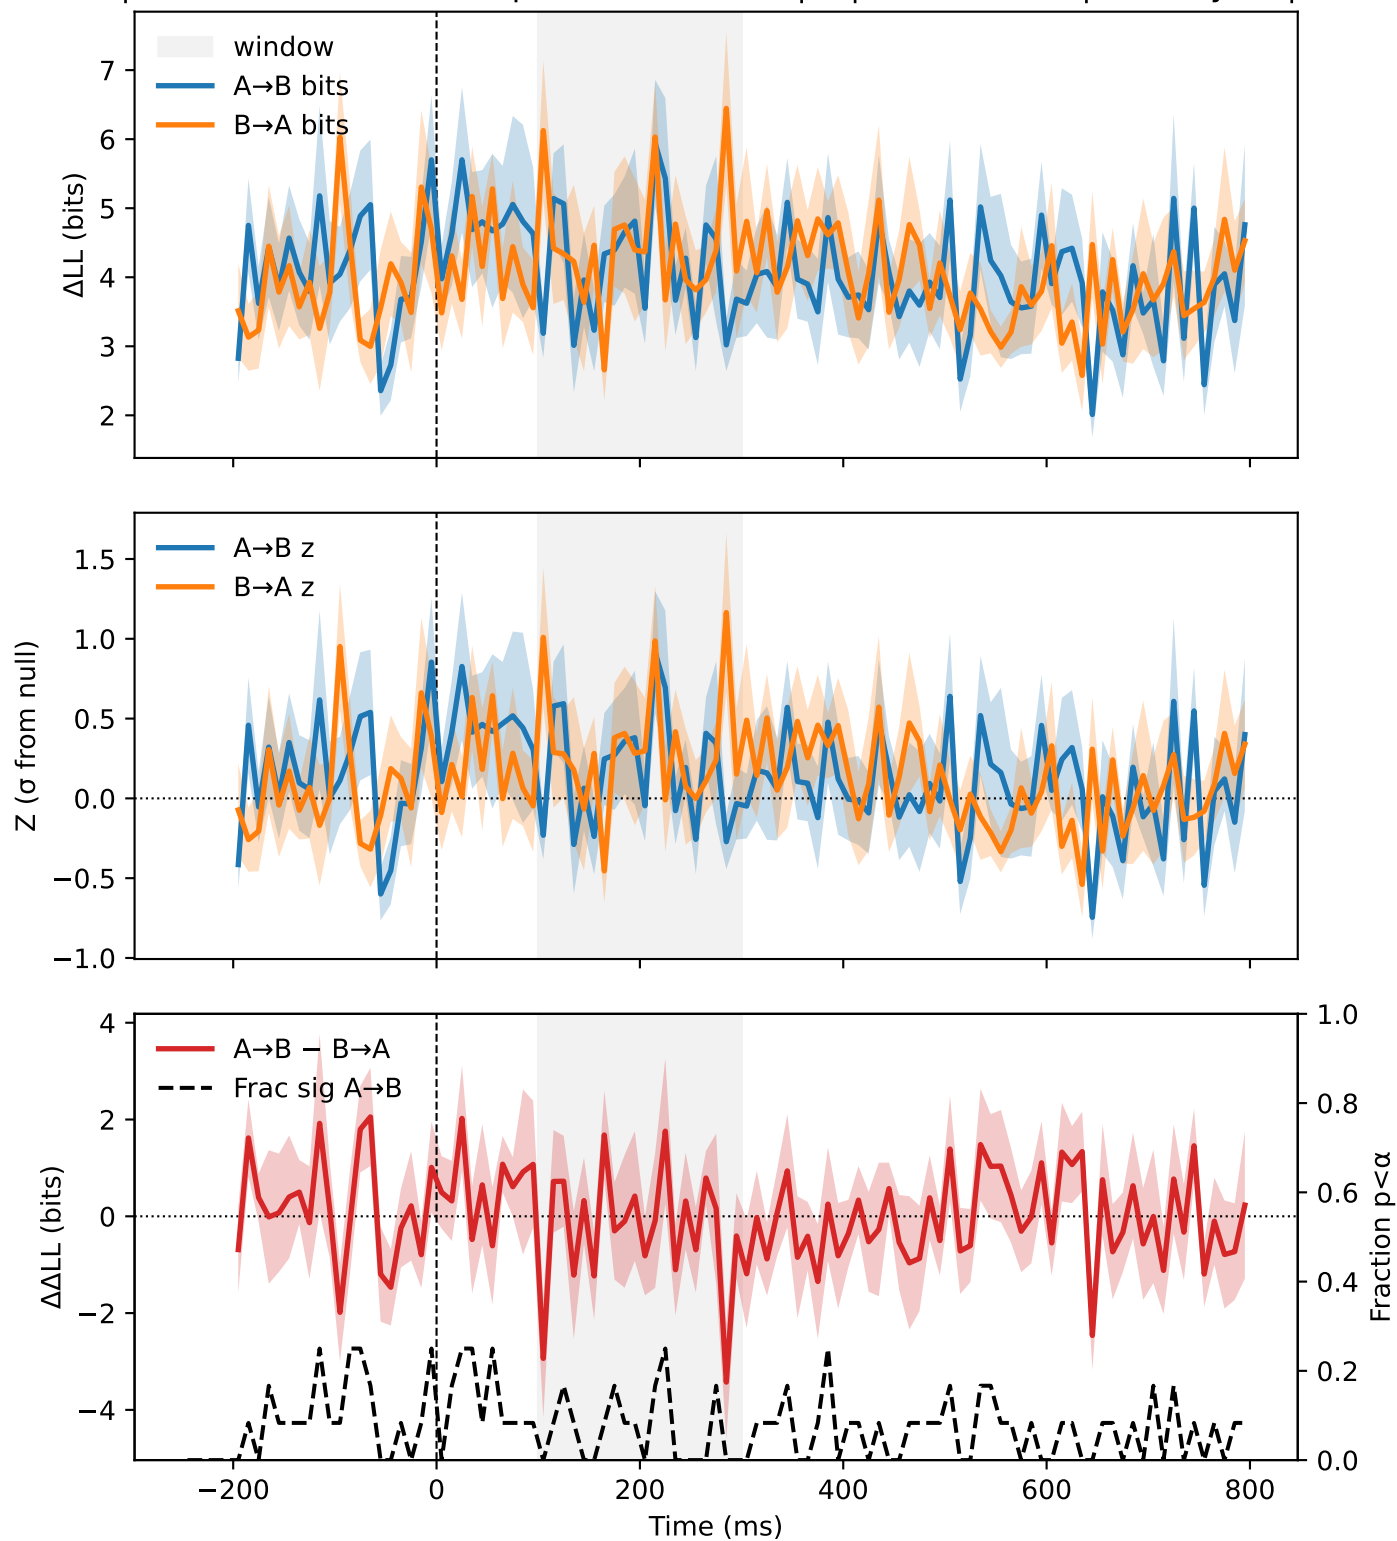 window
A→B bits
B→A bits
7
6
5
4
3
2
ΔLL (bits)
A→B z
B→A z
1.5
1.0
0.5
0.0
−0.5
−1.0
Z (σ from null)
A→B − B→A
Frac sig A→B
4
2
0
−2
−4
ΔΔLL (bits)
1.0
0.8
0.6
0.4
0.2
0.0
Fraction p<α
−200 0 200 400 600 800
Time (ms)